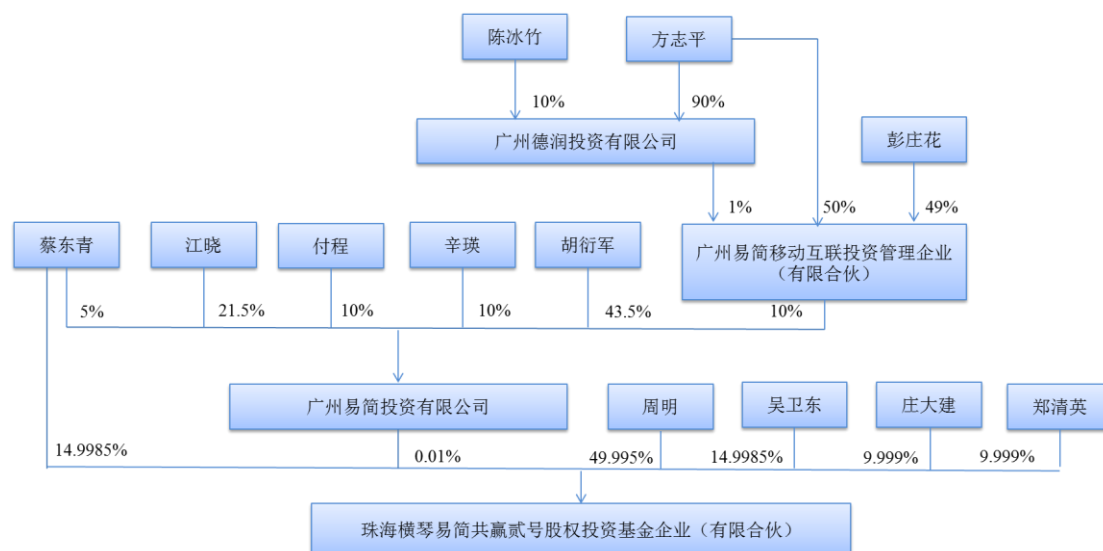 陈冰竹
方志平
10%
90%
广州德润投资有限公司
彭庄花
1%
50%
49%
蔡东青
江晓
付程
辛瑛
胡衍军
广州易简移动互联投资管理企业
（有限合伙）
5%
21.5%
10%
10%
43.5%
10%
广州易简投资有限公司
周明
吴卫东
庄大建
郑清英
14.9985%
0.01%
49.995%
14.9985%
9.999%
9.999%
珠海横琴易简共赢贰号股权投资基金企业（有限合伙）